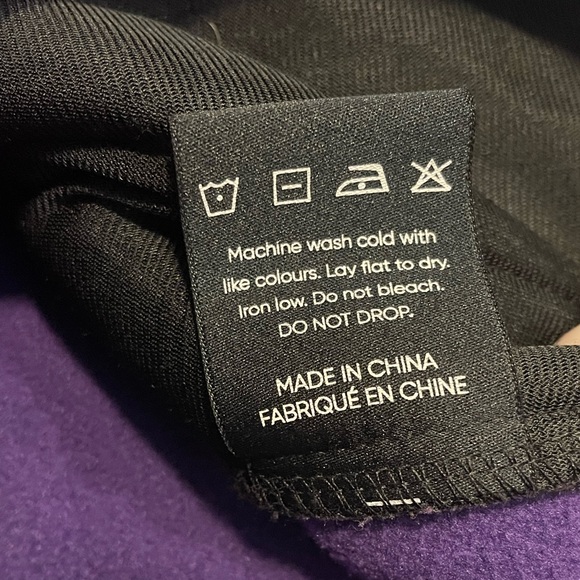 Machine wash cold with
like colours. Lay flat to dry.
Iron low. Do not bleach.
DO NOT DROP.
MADE IN CHINA
FABRIQUÉ EN CHINE